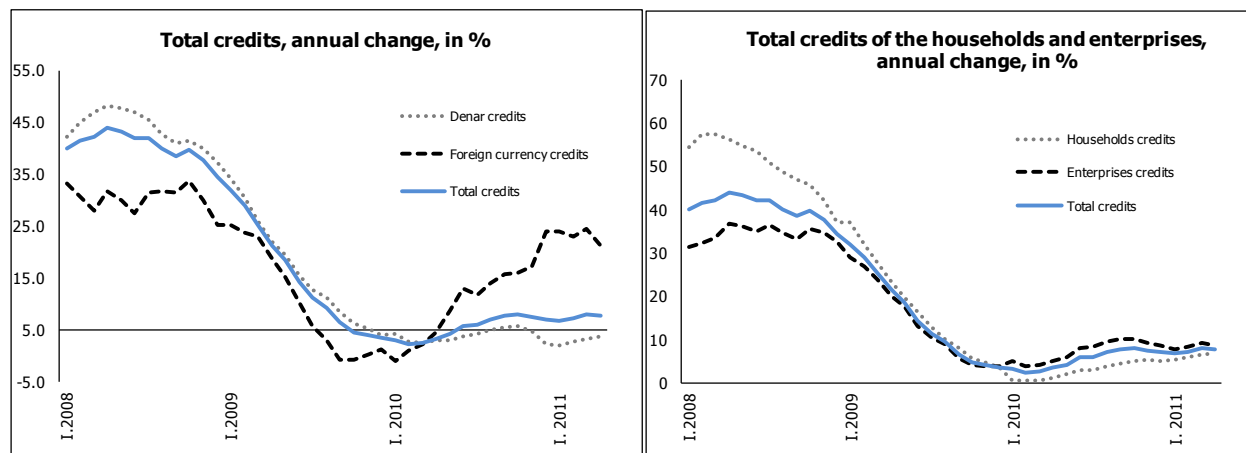 Total credits, annual change, in %
55.0
45.0
35.0
25.0
15.0
5.0
-5.0
Denar credits
Foreign currency credits
Total credits
I.2008
I.2009
I.2010
I.2011
Total credits of the households and enterprises,
annual change, in %
70
60
50
40
30
20
10
0
Households credits
Enterprises credits
Total credits
I.2008
I.2009
I.2010
I.2011